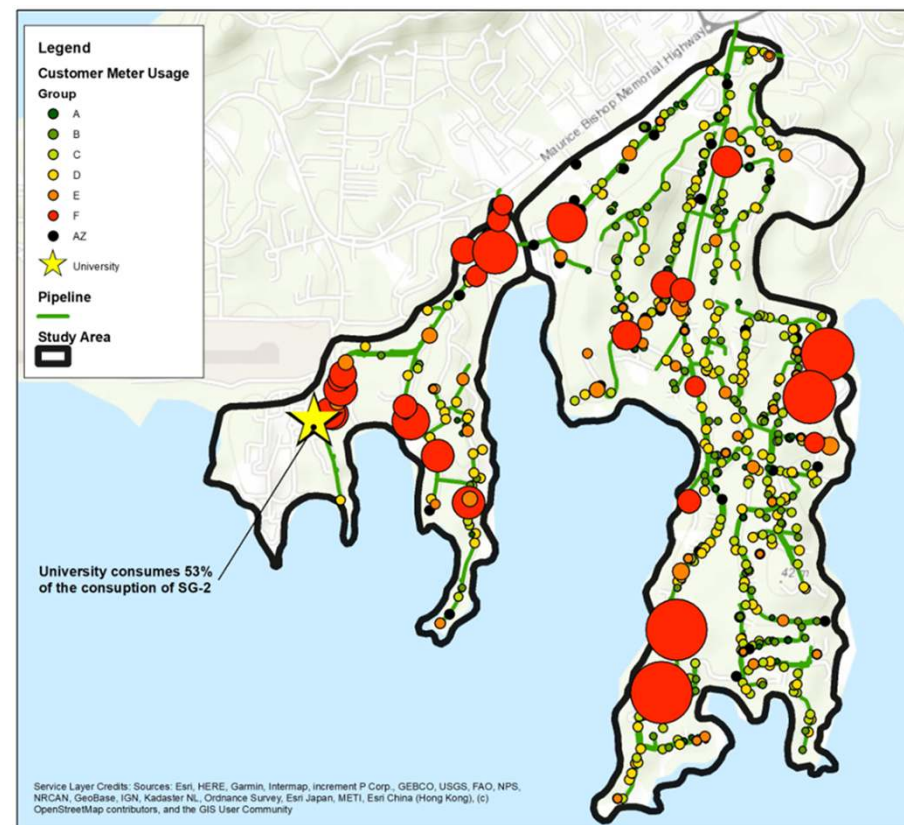 Legend
Customer Meter Usage
Group
A
B
C
D
E
F
AZ
University
Pipeline
Study Area
Maurice Bishop Memorial Highway
42 m
University consumes 53%
of the consuption of SG-2
Service Layer Credits: Sources: Esri, HERE, Garmin, Intermap, increment P Corp., GEBCO, USGS, FAO, NPS,
NRCAN, GeoBase, IGN, Kadaster NL, Ordnance Survey, Esri Japan, METI, Esri China (Hong Kong), (c)
OpenStreetMap contributors, and the GIS User Community